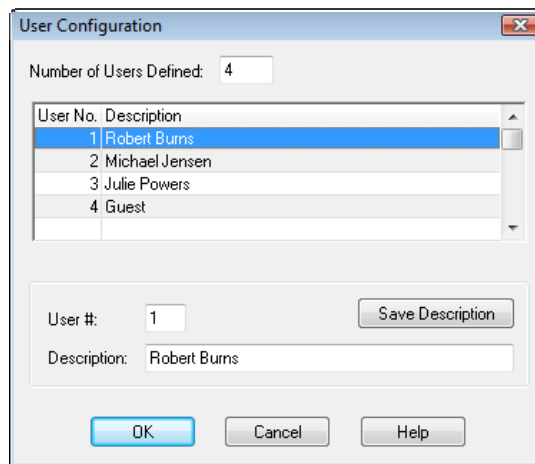 User Configuration
Number of Users Defined: 4
User No. Description
1 Robert Burns
2 Michael Jensen
3 Julie Powers
4 Guest
User #: 1 Save Description
Description: Robert Burns
OK Cancel Help